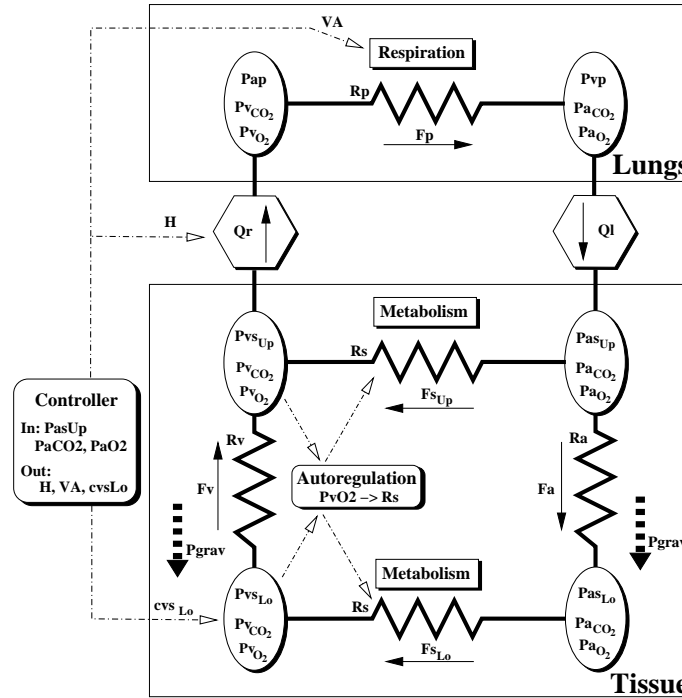 VA
Respiration
Pap
PvCO2
PvO2
Rp
Fp
Pvp
PaCO2
PaO2
Lungs
H
Qr
Ql
Metabolism
PvsUp
PvCO2
PvO2
Rs
FsUp
PasUp
PaCO2
PaO2
Controller
In: PasUp
PaCO2, PaO2
Out:
H, VA, cvsLo
Rv
Fv
Autoregulation
PvO2 -> Rs
Ra
Fa
Pgrav
Pgrav
Metabolism
cvs Lo
PvsLo
PvCO2
PvO2
Rs
FsLo
PasLo
PaCO2
PaO2
Tissue